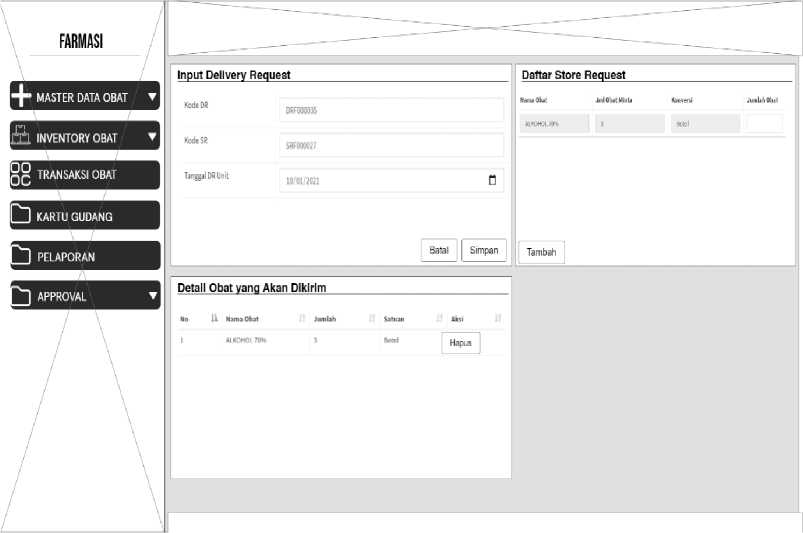 FARMASI
MASTER DATA OBAT
INVENTORY OBAT
TRANSAKSI OBAT
KARTU GUDANG
PELAPORAN
APPROVAL
Input Delivery Request
Kode DR
DRF000035
Kode SR
SRF000027
Tanggal DR Unit
10/01/2021
Batal Simpan
Daftar Store Request
Nama Obat Jml Obat Minta Konversi Jumlah Obat
ALKOHOL 70% 3 Botol
Tambah
Detail Obat yang Akan Dikirim
No Nama Obat Jumlah Satuan Aksi
1 ALKOHOL 70% 3 Botol Hapus